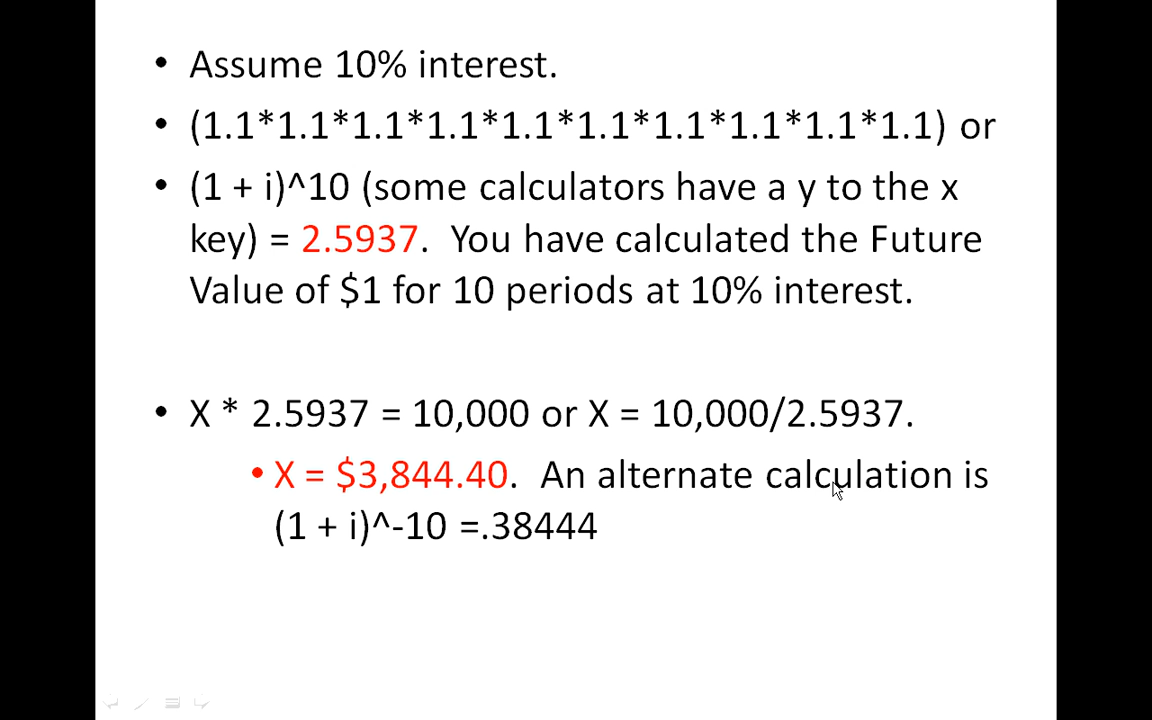 • Assume 10% interest.
• (1.1*1.1*1.1*1.1*1.1*1.1*1.1*1.1*1.1*1.1) or
• (1 + i)^10 (some calculators have a y to the x
key) = 2.5937.  You have calculated the Future
Value of $1 for 10 periods at 10% interest.
• X * 2.5937 = 10,000 or X = 10,000/2.5937.
• X = $3,844.40.  An alternate calculation is
(1 + i)^-10 =.38444